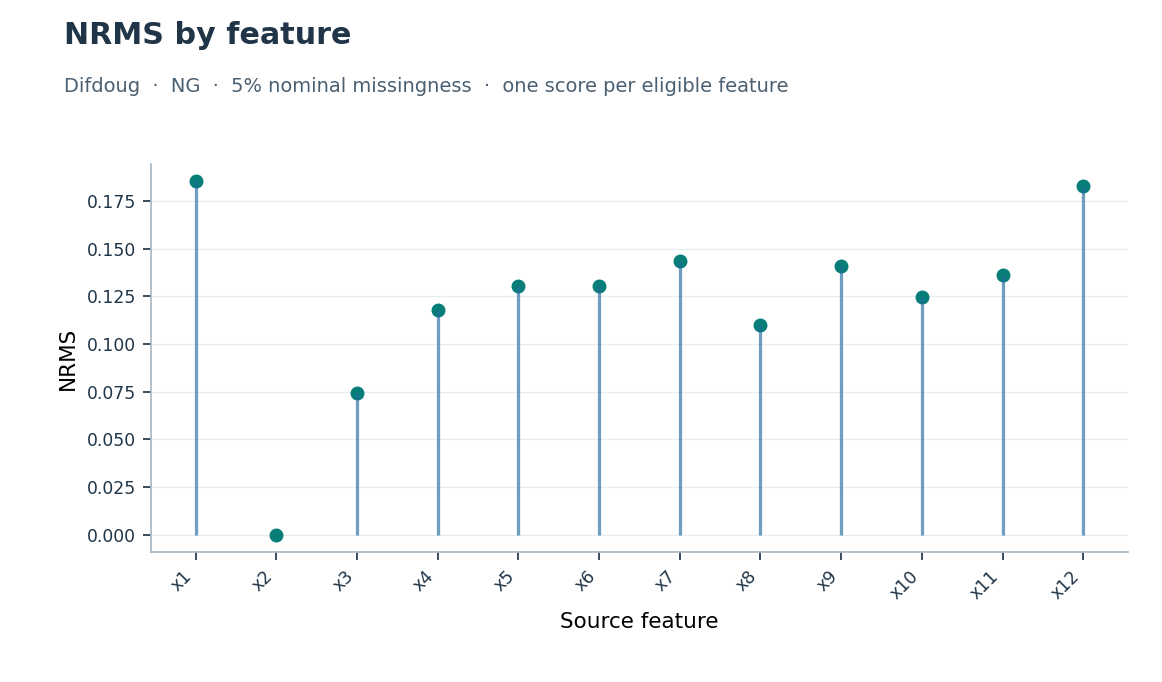 NRMS by feature
Difdoug · NG · 5% nominal missingness · one score per eligible feature
NRMS
0.175
0.150
0.125
0.100
0.075
0.050
0.025
0.000
x1 x2 x3 x4 x5 x6 x7 x8 x9 x10 x11 x12
Source feature